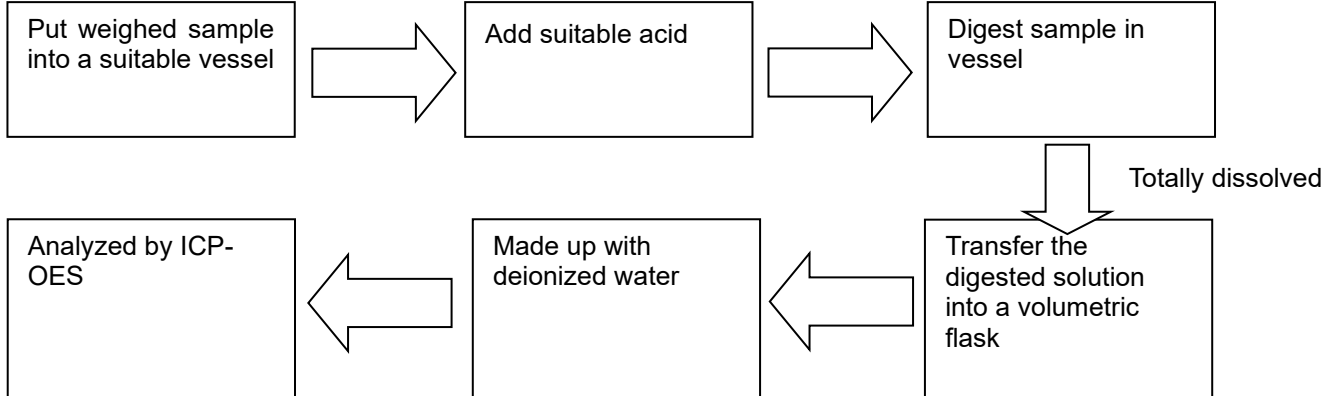 Put weighed sample
into a suitable vessel
Add suitable acid
Digest sample in
vessel
Totally dissolved
Transfer the
digested solution
into a volumetric
flask
Made up with
deionized water
Analyzed by ICP-
OES